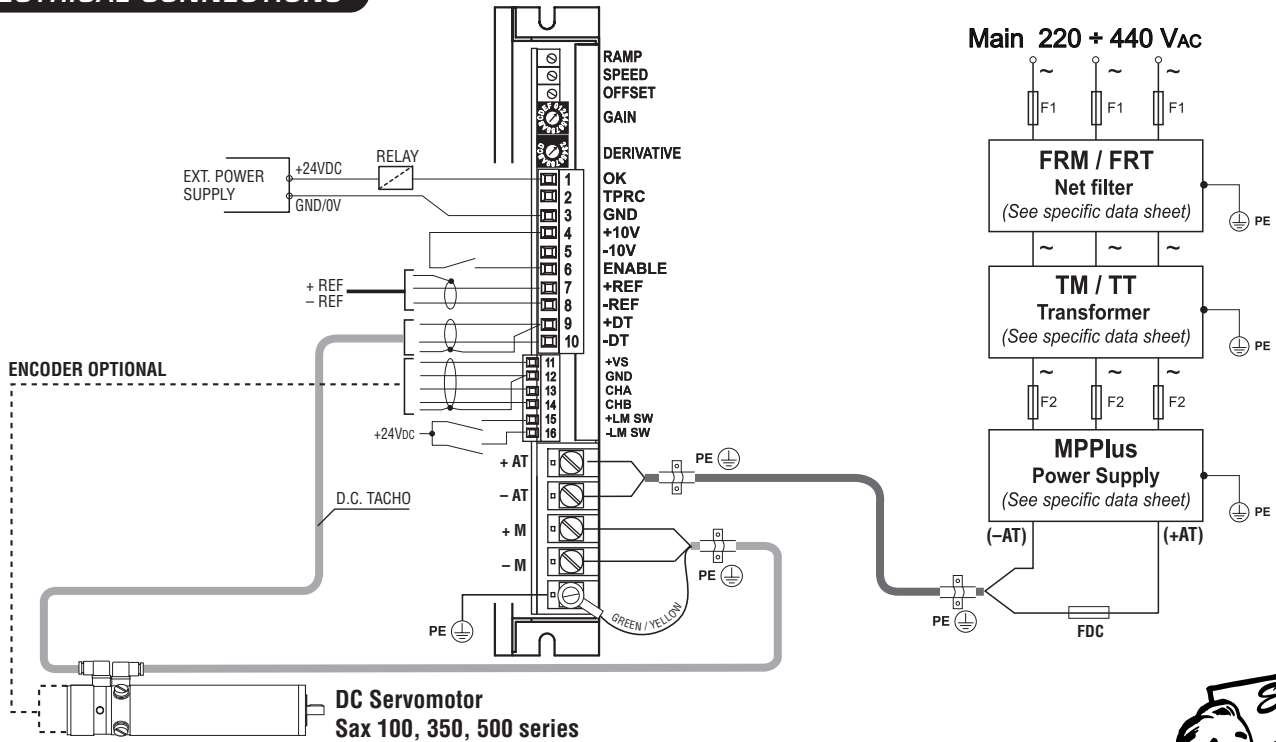 RAMP
SPEED
OFFSET
GAIN
DERIVATIVE
EXT. POWER
SUPPLY
+24VDC
GND/0V
RELAY
1 OK
2 TPRC
3 GND
4 +10V
5 -10V
6 ENABLE
7 +REF
8 -REF
9 +DT
10 -DT
+ REF
– REF
ENCODER OPTIONAL
11 +VS
12 GND
13 CHA
14 CHB
15 +LM SW
16 -LM SW
+24VDC
D.C. TACHO
+ AT
– AT
+ M
– M
PE
PE
PE
GREEN / YELLOW
DC Servomotor
Sax 100, 350, 500 series
Main 220 ÷ 440 VAC
~ ~ ~
F1 F1 F1
FRM / FRT
Net filter
(See specific data sheet)
PE
~ ~ ~
TM / TT
Transformer
(See specific data sheet)
PE
~ ~ ~
F2 F2 F2
MPPlus
Power Supply
(See specific data sheet)
PE
(–AT) (+AT)
PE
FDC